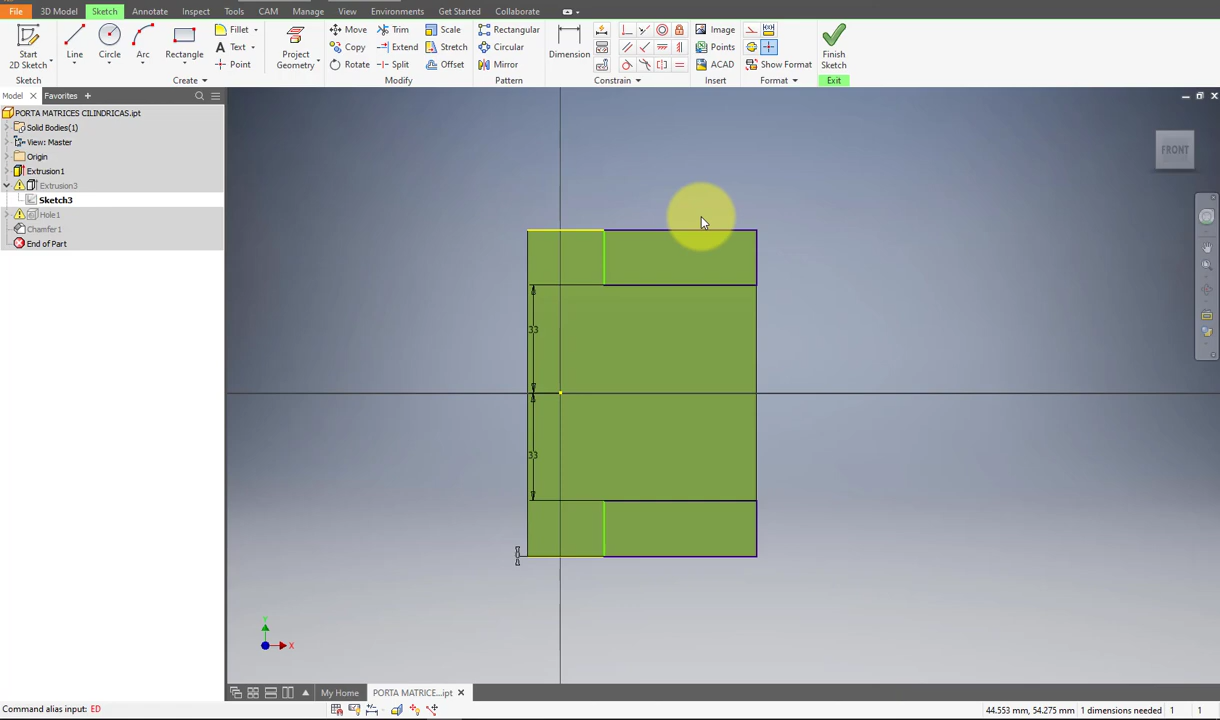 File 3D Model Sketch Annotate Inspect Tools CAM Manage View Environments Get Started Collaborate
Start
2D Sketch
Line
Circle
Arc
Rectangle
Fillet
Text
Point
Project
Geometry
Move
Copy
Rotate
Trim
Extend
Split
Scale
Stretch
Offset
Rectangular
Circular
Mirror
Dimension
Image
Points
ACAD
Show Format
Finish
Sketch
Sketch Create Modify Pattern Constrain Insert Format Exit
Model Favorites
PORTA MATRICES CILINDRICAS.ipt
Solid Bodies(1)
View: Master
Origin
Extrusion1
Extrusion3
Sketch3
Hole1
Chamfer1
End of Part
FRONT
33
33
Y
X
My Home PORTA MATRICE...ipt
Command alias input: ED
44.553 mm, 54.275 mm 1 dimensions needed 1 1